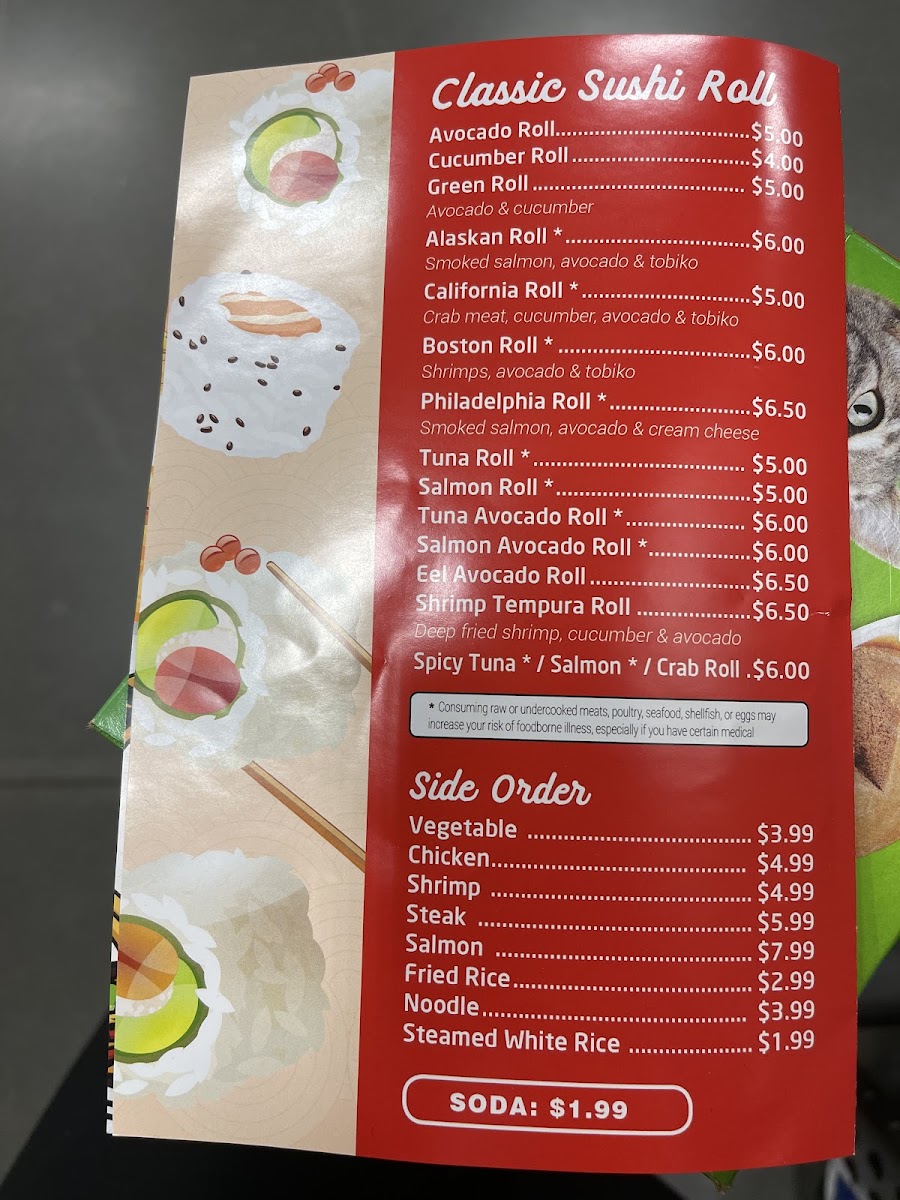 Classic Sushi Roll
Avocado Roll..............................$5.00
Cucumber Roll..............................$4.00
Green Roll.............................. $5.00
Avocado & cucumber
Alaskan Roll *..............................$6.00
Smoked salmon, avocado & tobiko
California Roll *..............................$5.00
Crab meat, cucumber, avocado & tobiko
Boston Roll * ..............................$6.00
Shrimps, avocado & tobiko
Philadelphia Roll *.........................$6.50
Smoked salmon, avocado & cream cheese
Tuna Roll *.............................. $5.00
Salmon Roll *..............................$5.00
Tuna Avocado Roll *..................... $6.00
Salmon Avocado Roll *..................$6.00
Eel Avocado Roll...........................$6.50
Shrimp Tempura Roll ...................$6.50
Deep fried shrimp, cucumber & avocado
Spicy Tuna * / Salmon * / Crab Roll .$6.00
* Consuming raw or undercooked meats, poultry, seafood, shellfish, or eggs may
increase your risk of foodborne illness, especially if you have certain medical
Side Order
Vegetable .............................. $3.99
Chicken.............................. $4.99
Shrimp .............................. $4.99
Steak .............................. $5.99
Salmon .............................. $7.99
Fried Rice.............................. $2.99
Noodle.............................. $3.99
Steamed White Rice .................. $1.99
SODA: $1.99